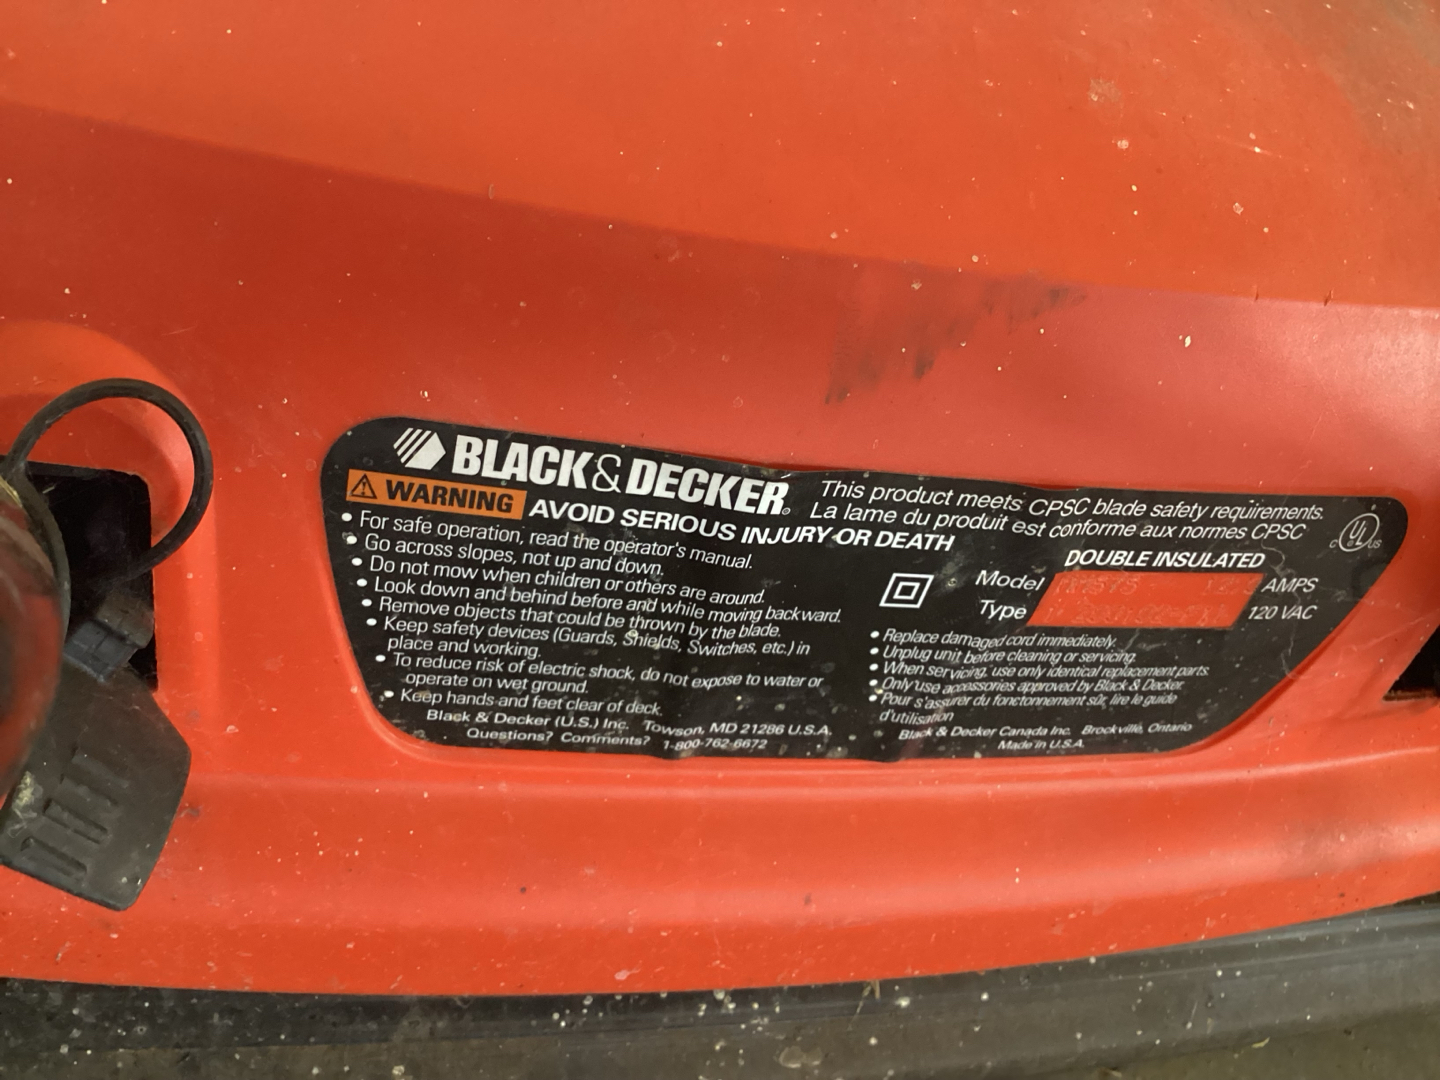 BLACK & DECKER®
WARNING AVOID SERIOUS INJURY OR DEATH
• For safe operation, read the operator's manual.
• Go across slopes, not up and down.
• Do not mow when children or others are around.
• Look down and behind before and while moving backward.
• Remove objects that could be thrown by the blade.
• Keep safety devices (Guards, Shields, Switches, etc.) in
place and working.
• To reduce risk of electric shock, do not expose to water or
operate on wet ground.
• Keep hands and feet clear of deck.
Black & Decker (U.S.) Inc. Towson, MD 21286 U.S.A.
Questions? Comments? 1-800-762-6672
This product meets CPSC blade safety requirements.
La lame du produit est conforme aux normes CPSC
C UL US
DOUBLE INSULATED
Model AMPS
Type 120 VAC
• Replace damaged cord immediately.
• Unplug unit before cleaning or servicing.
• When servicing, use only identical replacement parts.
• Only use accessories approved by Black & Decker.
• Pour s'assurer du fonctionnement sûr, lire le guide
d'utilisation
Black & Decker Canada Inc. Brockville, Ontario
Made in U.S.A.